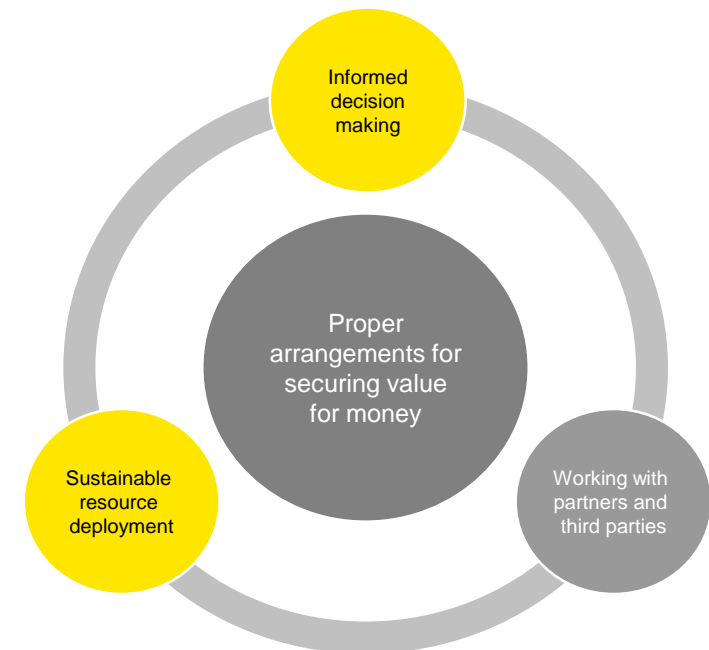 Informed
decision
making
Proper
arrangements for
securing value
for money
Sustainable
resource
deployment
Working with
partners and
third parties